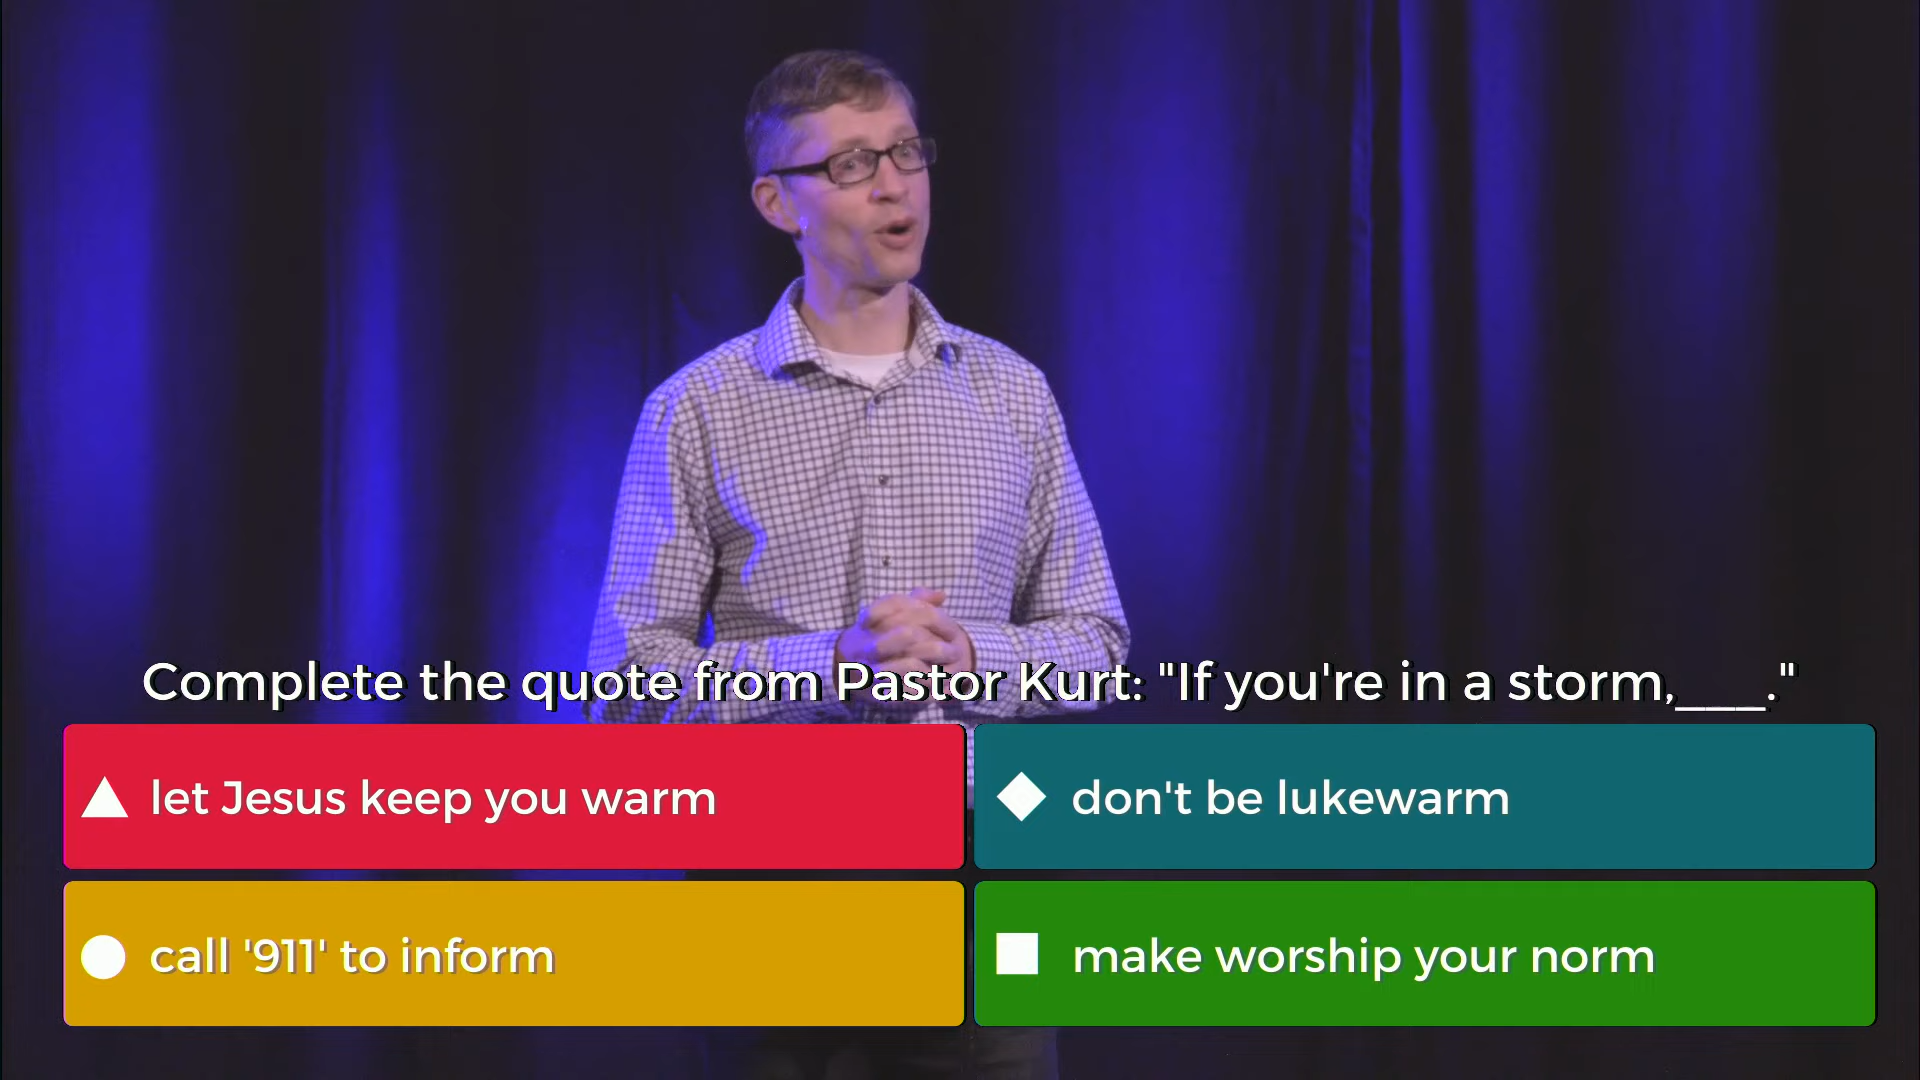 Complete the quote from Pastor Kurt: "If you're in a storm,___."
let Jesus keep you warm
don't be lukewarm
call '911' to inform
make worship your norm